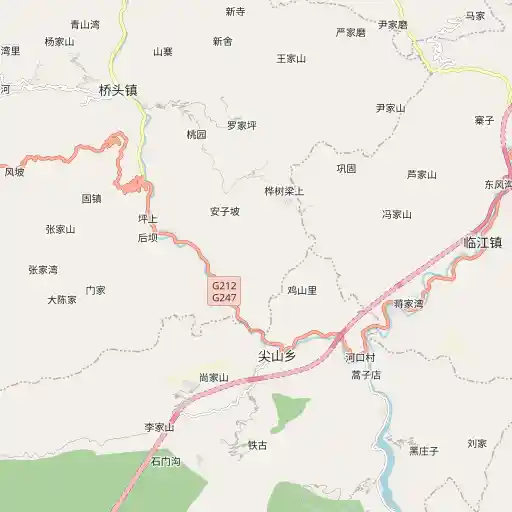 新寺
马家
青山湾
尹家磨
严家磨
杨家山
新舍
湾里
山寨
王家山
河
桥头镇
尹家山
寨子
罗家坪
桃园
巩固
风坡
芦家山
东风沟
桦树梁上
固镇
安子坡
冯家山
坪上
张家山
后坝
临江镇
张家湾
门家
G212
G247
鸡山里
大陈家
蒋家湾
尖山乡
河口村
尚家山
蒿子店
李家山
铁古
刘家
黑庄子
石门沟